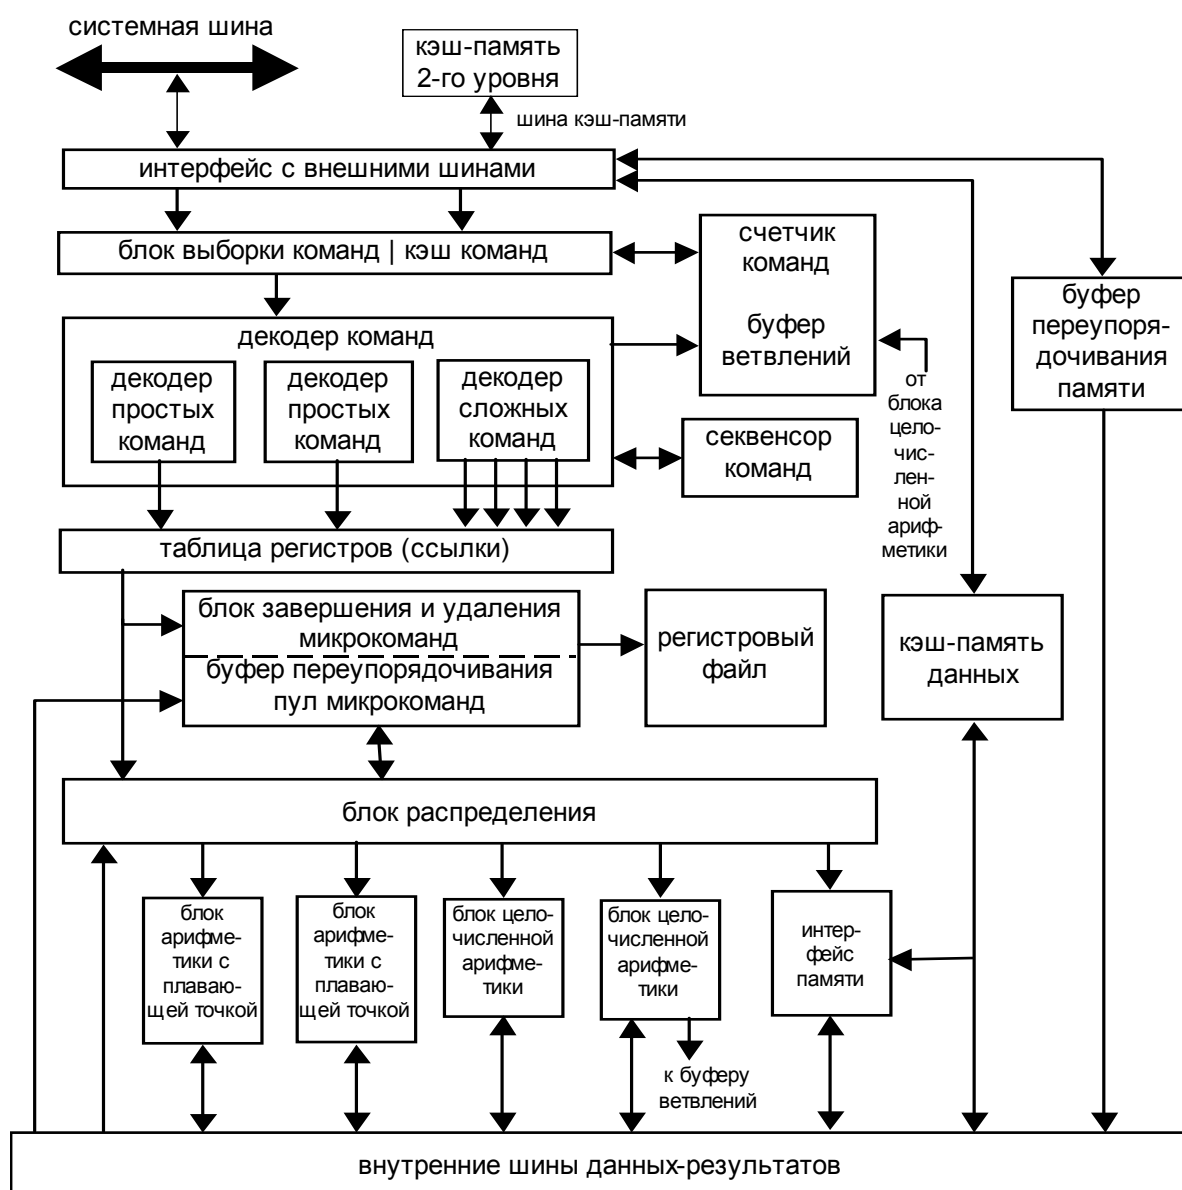 системная шина
кэш-память
2-го уровня
шина кэш-памяти
интерфейс с внешними шинами
блок выборки команд | кэш команд
счетчик
команд
буфер
ветвлений
буфер
переупоря-
дочивания
памяти
декодер команд
декодер
простых
команд
декодер
простых
команд
декодер
сложных
команд
секвенсор
команд
от
блока
цело-
чис-
лен-
ной
ариф-
метики
таблица регистров (ссылки)
блок завершения и удаления
микрокоманд
буфер переупорядочивания
пул микрокоманд
регистровый
файл
кэш-память
данных
блок распределения
блок
арифме-
тики с
плаваю-
щей точкой
блок
арифме-
тики с
плаваю-
щей точкой
блок цело-
численной
арифме-
тики
блок цело-
численной
арифме-
тики
интер-
фейс
памяти
к буферу
ветвлений
внутренние шины данных-результатов